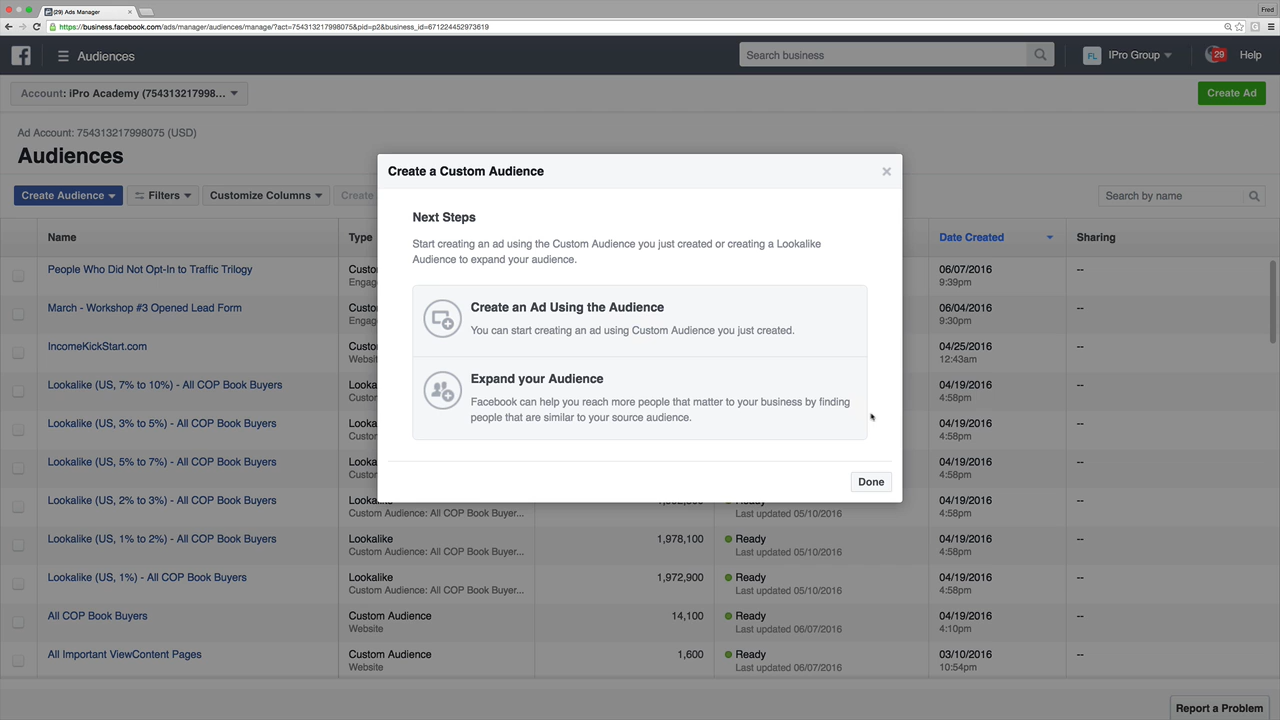 (29) Ads Manager
Fred
https://business.facebook.com/ads/manager/audiences/manage/?act=754313217998075&pid=p2&business_id=671224452973619
Audiences
Search business
FL
IPro Group
29
Help
Account: iPro Academy (754313217998...
Create Ad
Ad Account: 754313217998075 (USD)
Audiences
Create Audience
Filters
Customize Columns
Create
Search by name
Name
Type
Date Created
Sharing
People Who Did Not Opt-In to Traffic Trilogy
Custo
Engag
06/07/2016
9:39pm
--
March - Workshop #3 Opened Lead Form
Custo
Engag
06/04/2016
9:30pm
--
IncomeKickStart.com
Custo
Websit
04/25/2016
12:43am
--
Lookalike (US, 7% to 10%) - All COP Book Buyers
Looka
Custo
04/19/2016
4:58pm
--
Lookalike (US, 3% to 5%) - All COP Book Buyers
Looka
Custo
04/19/2016
4:58pm
--
Lookalike (US, 5% to 7%) - All COP Book Buyers
Looka
Custo
04/19/2016
4:58pm
--
Lookalike (US, 2% to 3%) - All COP Book Buyers
Lookalike
Custom Audience: All COP Book Buyer...
Ready
Last updated 05/10/2016
04/19/2016
4:58pm
--
Lookalike (US, 1% to 2%) - All COP Book Buyers
Lookalike
Custom Audience: All COP Book Buyer...
1,978,100
Ready
Last updated 05/10/2016
04/19/2016
4:58pm
--
Lookalike (US, 1%) - All COP Book Buyers
Lookalike
Custom Audience: All COP Book Buyer...
1,972,900
Ready
Last updated 05/10/2016
04/19/2016
4:58pm
--
All COP Book Buyers
Custom Audience
Website
14,100
Ready
Last updated 06/07/2016
04/19/2016
4:10pm
--
All Important ViewContent Pages
Custom Audience
Website
1,600
Ready
Last updated 06/07/2016
03/10/2016
10:54pm
--
Create a Custom Audience
Next Steps
Start creating an ad using the Custom Audience you just created or creating a Lookalike
Audience to expand your audience.
Create an Ad Using the Audience
You can start creating an ad using Custom Audience you just created.
Expand your Audience
Facebook can help you reach more people that matter to your business by finding
people that are similar to your source audience.
Done
Report a Problem